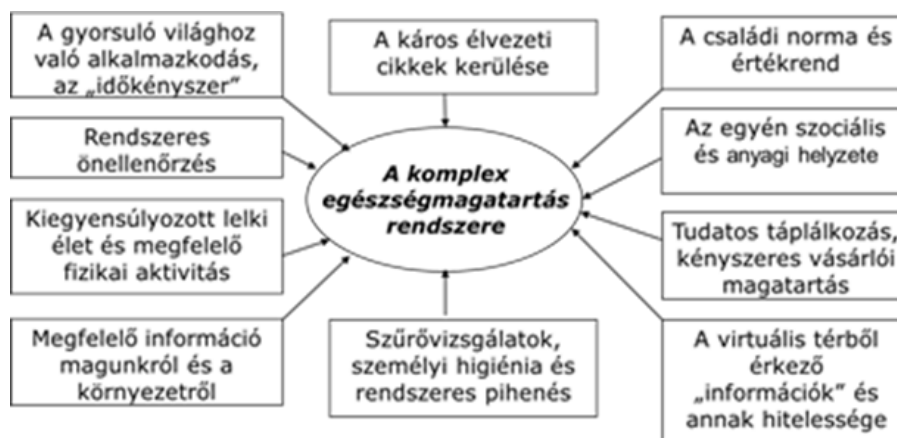 A gyorsuló világhoz
való alkalmazkodás,
az „időkényszer”
Rendszeres
önellenőrzés
Kiegyensúlyozott lelki
élet és megfelelő
fizikai aktivitás
Megfelelő információ
magunkról és a
környezetről
A káros élvezeti
cikkek kerülése
A komplex
egészségmagatartás
rendszere
Szűrővizsgálatok,
személyi higiénia és
rendszeres pihenés
A családi norma és
értékrend
Az egyén szociális
és anyagi helyzete
Tudatos táplálkozás,
kényszeres vásárlói
magatartás
A virtuális térből
érkező
„információk” és
annak hitelessége